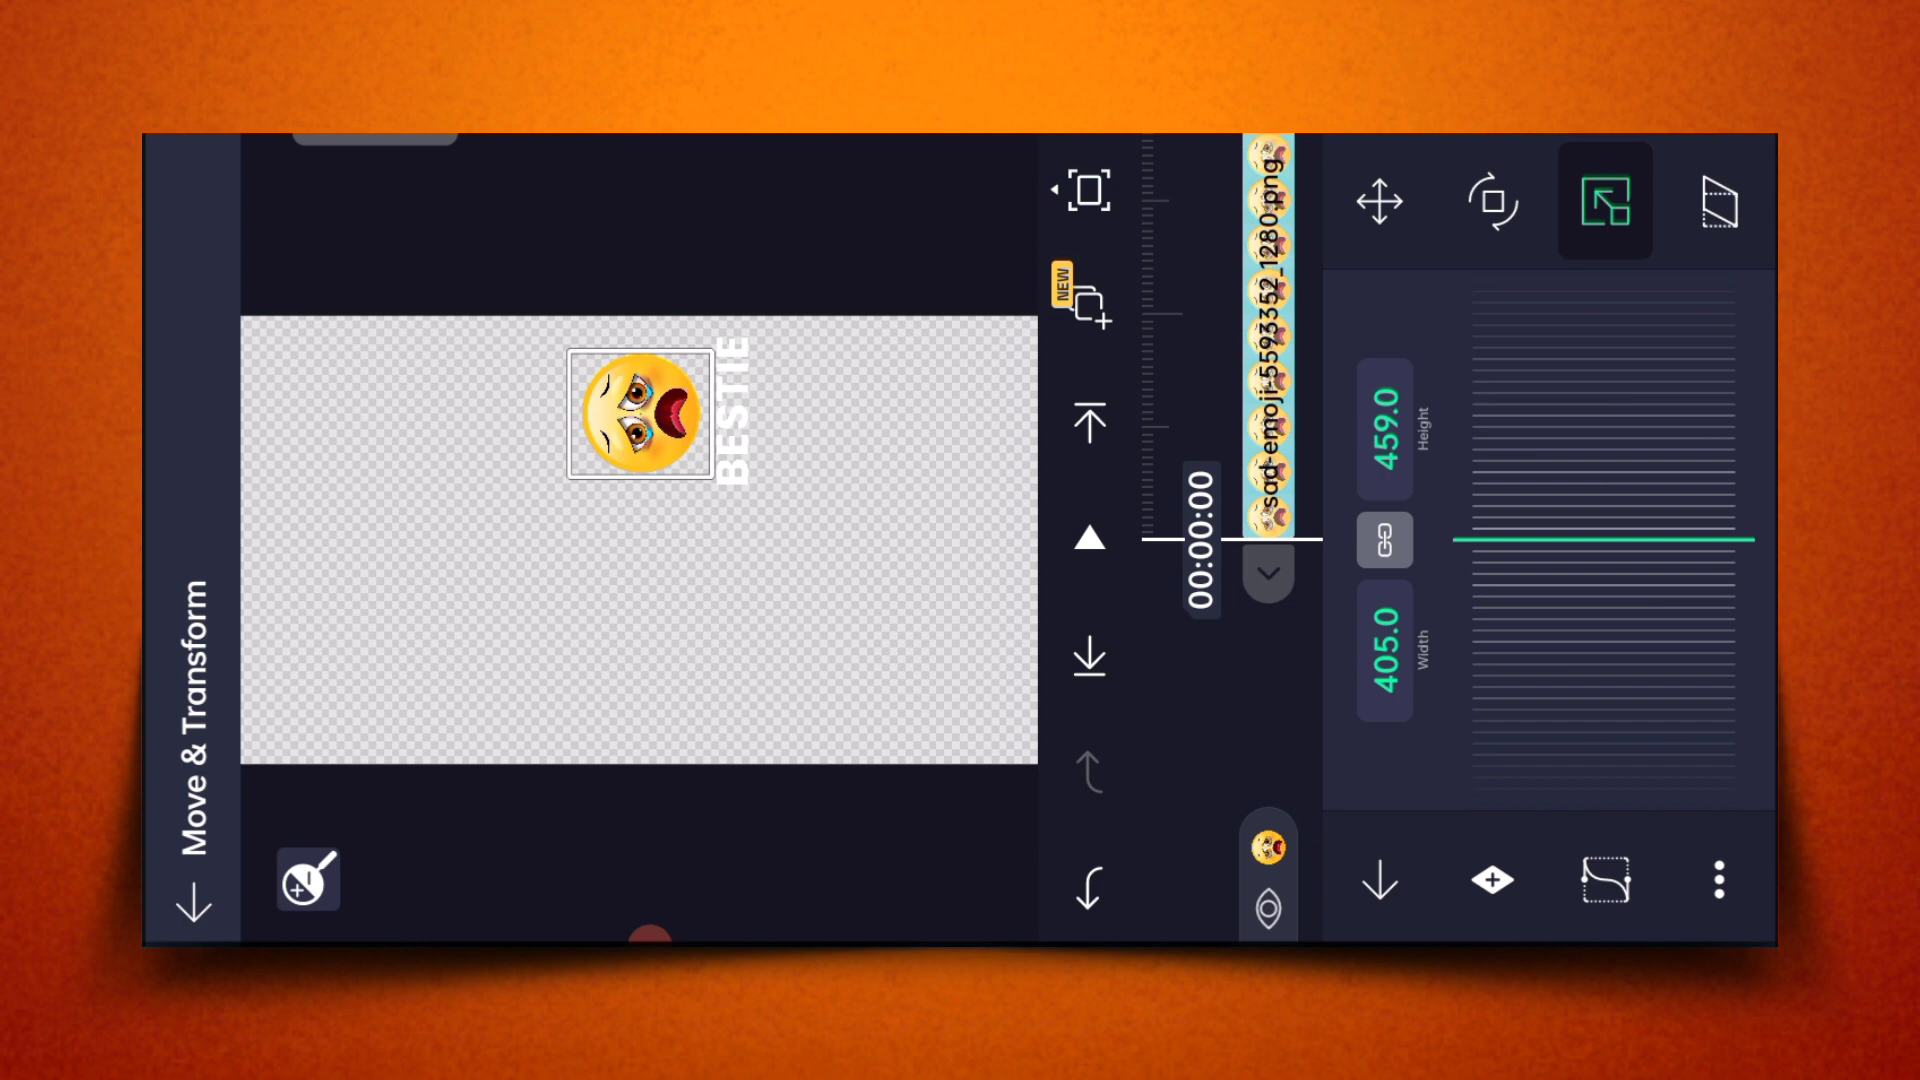 Move & Transform
BESTIE
NEW
00:00:00
sad-emoji-5593352_1280.png
405.0
Width
459.0
Height